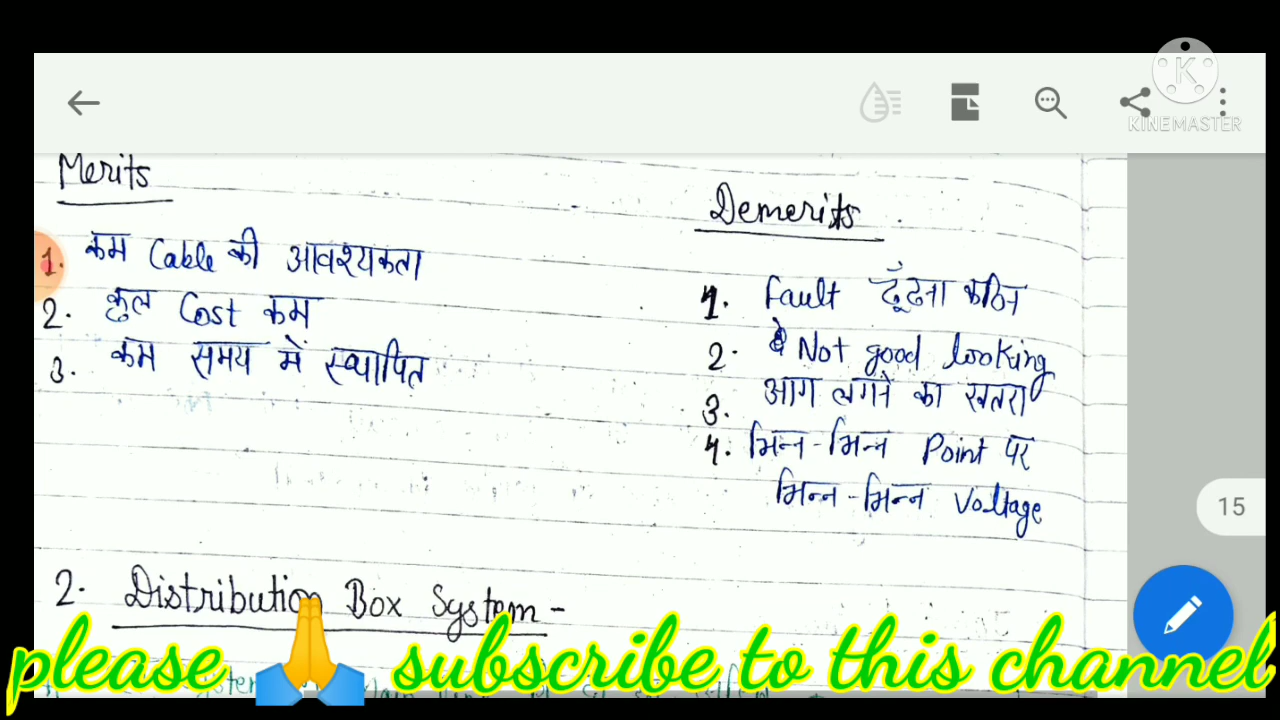 KINEMASTER
Merits
Demerits
1. कम Cable की आवश्यकता
2. कुल Cost कम
3. कम समय में स्थापित
1. Fault ढूँढना कठिन
2. Not good looking
3. आग लगने का खतरा
4. भिन्न-भिन्न Point पर
भिन्न-भिन्न Voltage
15
2. Distribution Box System-
please 🙏 subscribe to this channel